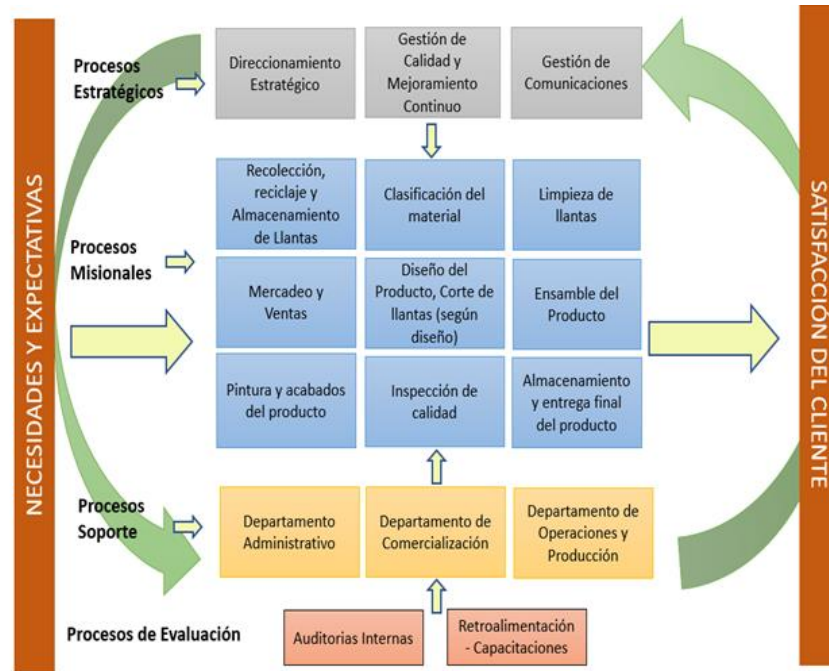 NECESIDADES Y EXPECTATIVAS
Procesos
Estratégicos
Direccionamiento
Estratégico
Gestión de
Calidad y
Mejoramiento
Continuo
Gestión de
Comunicaciones
Procesos
Misionales
Recolección,
reciclaje y
Almacenamiento
de Llantas
Clasificación del
material
Limpieza de
llantas
Mercadeo y
Ventas
Diseño del
Producto, Corte de
llantas (según
diseño)
Ensamble del
Producto
Pintura y acabados
del producto
Inspección de
calidad
Almacenamiento
y entrega final
del producto
Procesos
Soporte
Departamento
Administrativo
Departamento de
Comercialización
Departamento de
Operaciones y
Producción
Procesos de Evaluación
Auditorias Internas
Retroalimentación
- Capacitaciones
SATISFACCIÓN DEL CLIENTE